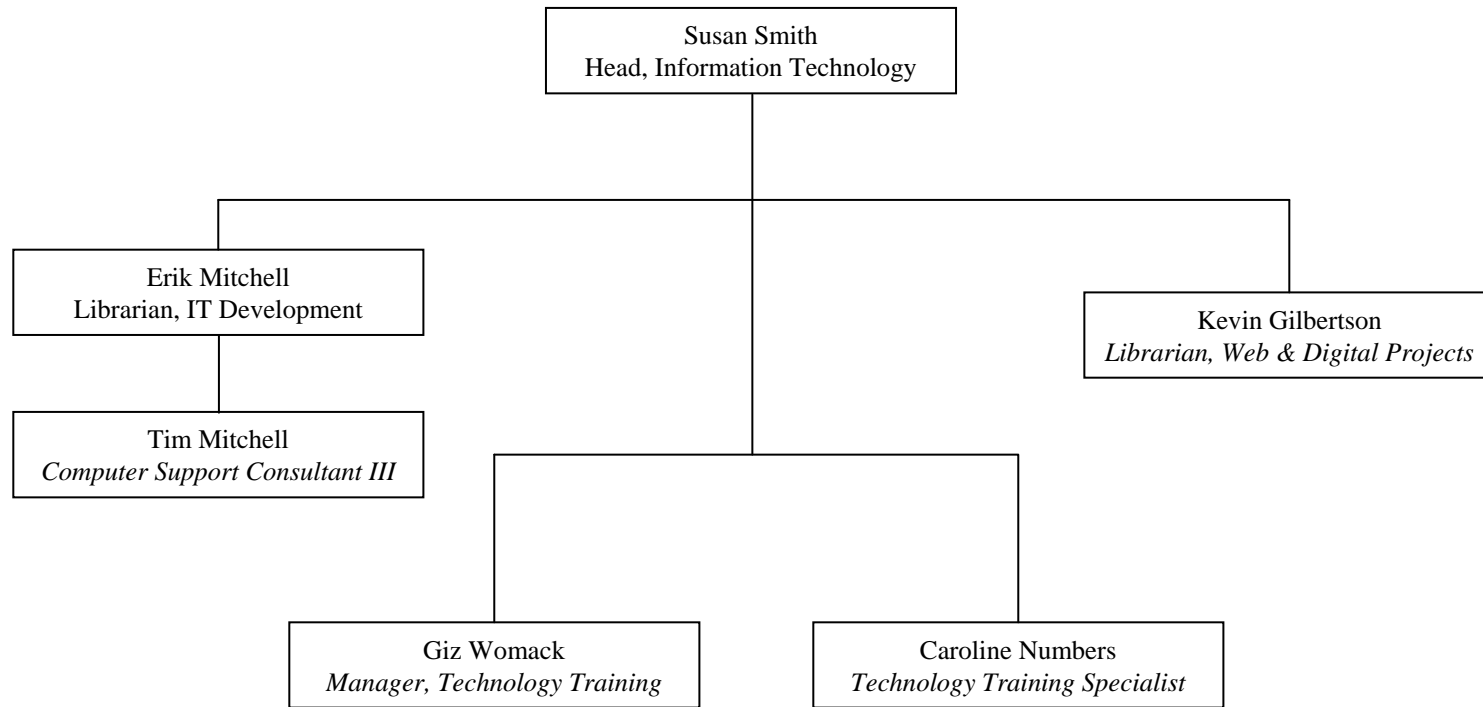 Susan Smith
Head, Information Technology
Erik Mitchell
Librarian, IT Development
Kevin Gilbertson
Librarian, Web & Digital Projects
Tim Mitchell
Computer Support Consultant III
Giz Womack
Manager, Technology Training
Caroline Numbers
Technology Training Specialist